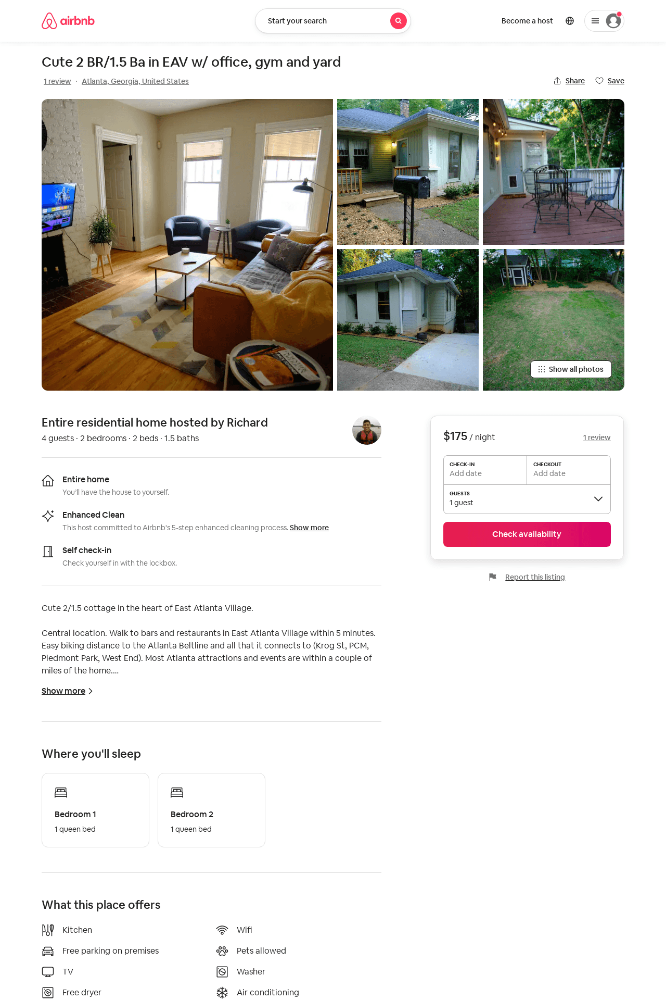 airbnb
Start your search
Become a host
Cute 2 BR/1.5 Ba in EAV w/ office, gym and yard
1 review · Atlanta, Georgia, United States
Share
Save
Show all photos
Entire residential home hosted by Richard
4 guests · 2 bedrooms · 2 beds · 1.5 baths
Entire home
You’ll have the house to yourself.
Enhanced Clean
This host committed to Airbnb's 5-step enhanced cleaning process. Show more
Self check-in
Check yourself in with the lockbox.
$175 / night
1 review
CHECK-IN
Add date
CHECKOUT
Add date
GUESTS
1 guest
Check availability
Report this listing
Cute 2/1.5 cottage in the heart of East Atlanta Village.
Central location. Walk to bars and restaurants in East Atlanta Village within 5 minutes.
Easy biking distance to the Atlanta Beltline and all that it connects to (Krog St, PCM,
Piedmont Park, West End). Most Atlanta attractions and events are within a couple of
miles of the home.…
Show more
Where you'll sleep
Bedroom 1
1 queen bed
Bedroom 2
1 queen bed
What this place offers
Kitchen
Wifi
Free parking on premises
Pets allowed
TV
Washer
Free dryer
Air conditioning